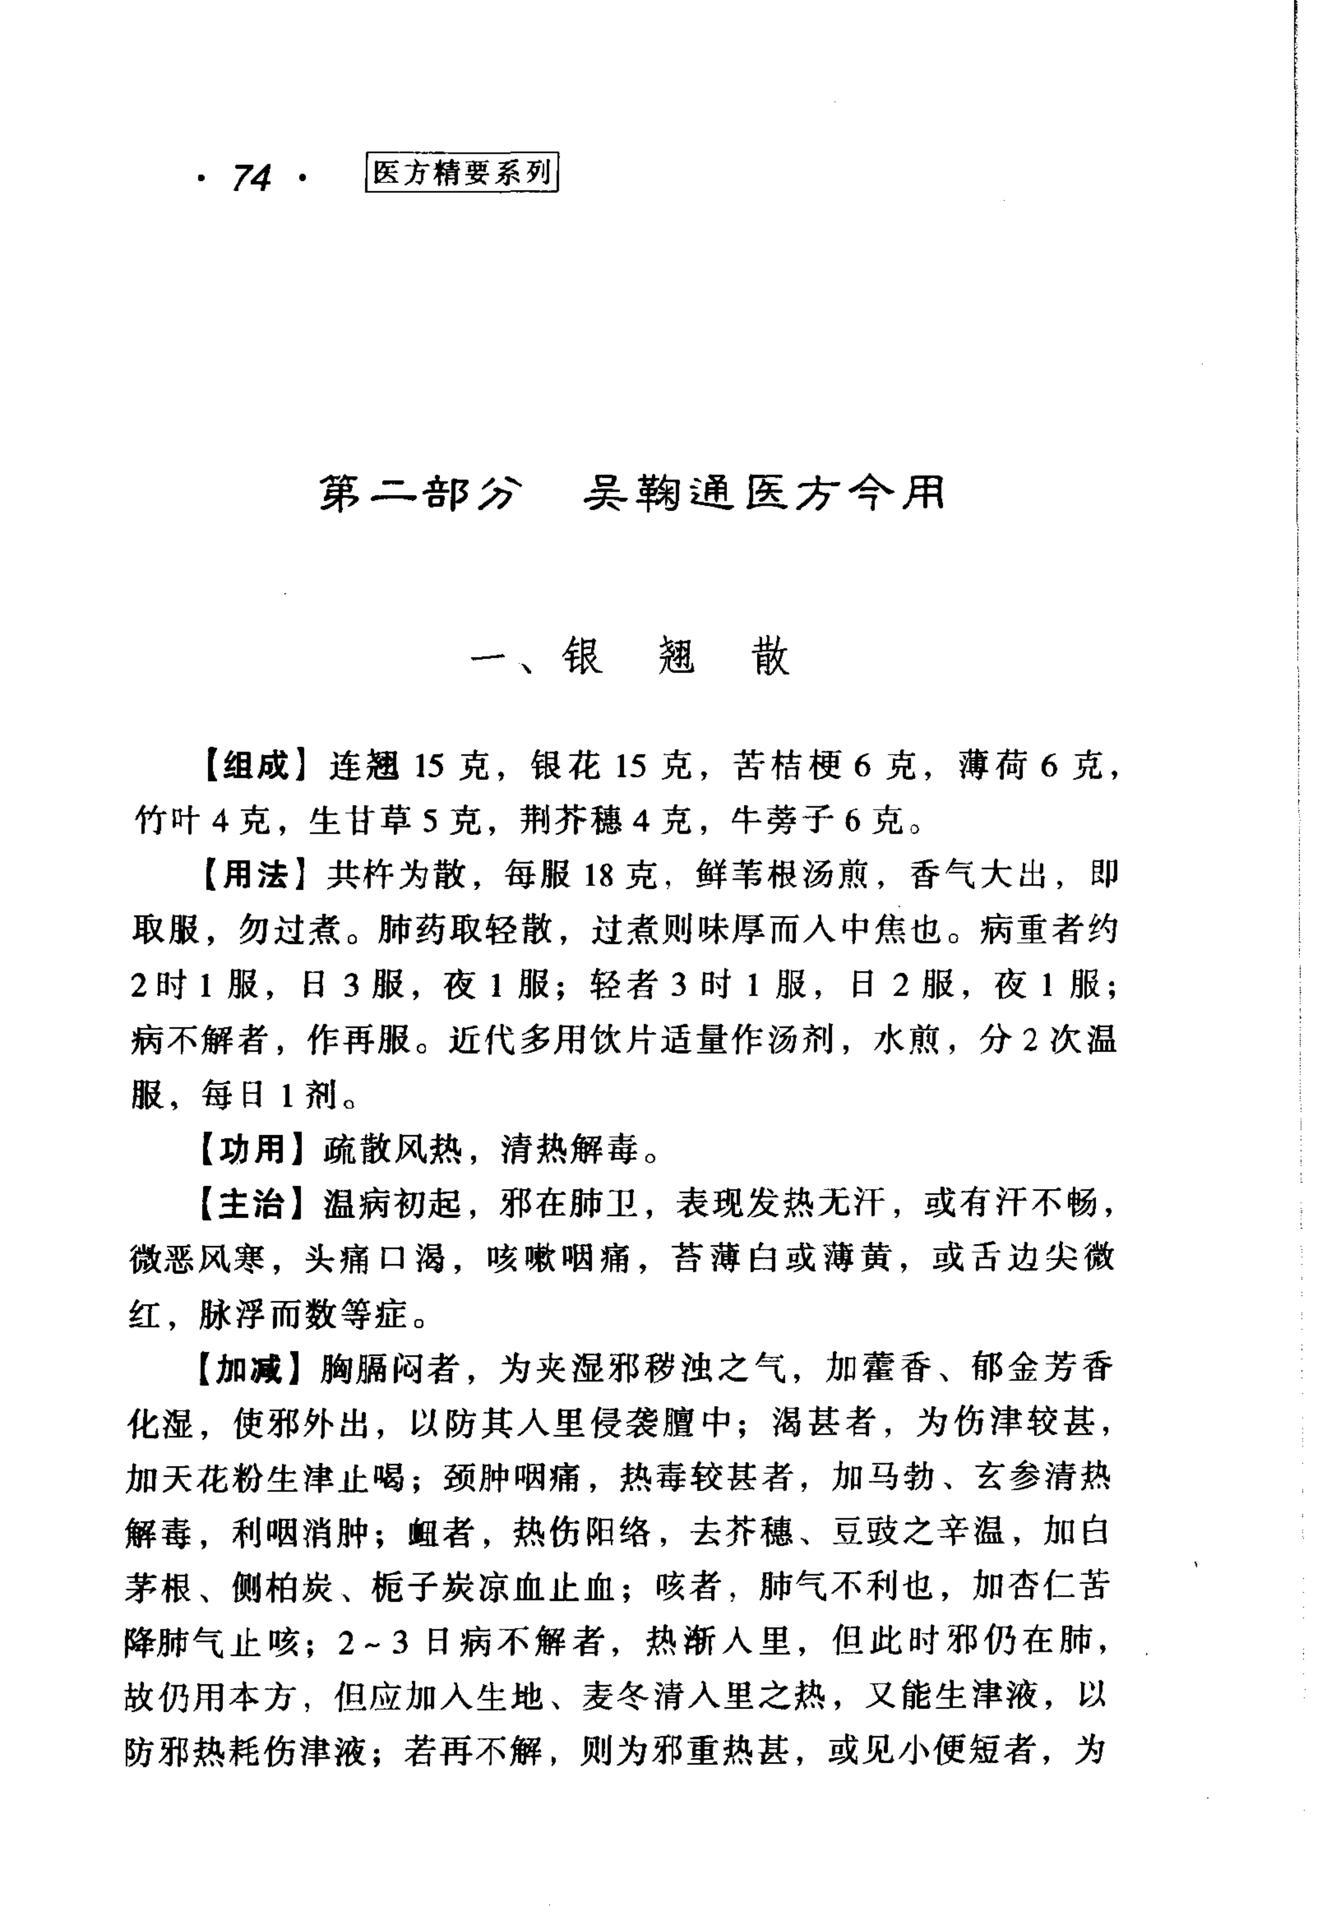 · 74 · 医方精要系列
第二部分 吴鞠通医方今用
一、银 翘 散
【组成】连翘 15 克，银花 15 克，苦桔梗 6 克，薄荷 6 克，
竹叶 4 克，生甘草 5 克，荆芥穗 4 克，牛蒡子 6 克。
【用法】共杵为散，每服 18 克，鲜苇根汤煎，香气大出，即
取服，勿过煮。肺药取轻散，过煮则味厚而入中焦也。病重者约
2时 1 服，日 3 服，夜 1 服；轻者 3 时 1 服，日 2 服，夜 1 服；
病不解者，作再服。近代多用饮片适量作汤剂，水煎，分 2 次温
服，每日 1 剂。
【功用】疏散风热，清热解毒。
【主治】温病初起，邪在肺卫，表现发热无汗，或有汗不畅，
微恶风寒，头痛口渴，咳嗽咽痛，苔薄白或薄黄，或舌边尖微
红，脉浮而数等症。
【加减】胸膈闷者，为夹湿邪秽浊之气，加藿香、郁金芳香
化湿，使邪外出，以防其入里侵袭膻中；渴甚者，为伤津较甚，
加天花粉生津止喝；颈肿咽痛，热毒较甚者，加马勃、玄参清热
解毒，利咽消肿；衄者，热伤阳络，去芥穗、豆豉之辛温，加白
茅根、侧柏炭、栀子炭凉血止血；咳者，肺气不利也，加杏仁苦
降肺气止咳；2~3 日病不解者，热渐入里，但此时邪仍在肺，
故仍用本方，但应加入生地、麦冬清入里之热，又能生津液，以
防邪热耗伤津液；若再不解，则为邪重热甚，或见小便短者，为